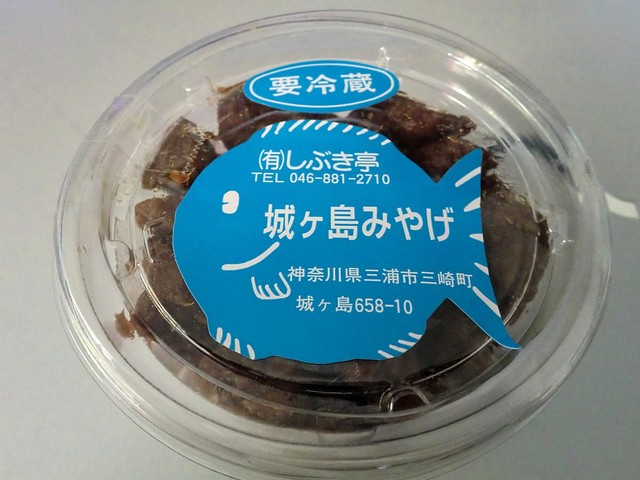 要冷蔵
㈲しぶき亭
TEL 046-881-2710
城ヶ島みやげ
神奈川県三浦市三崎町
城ヶ島658-10